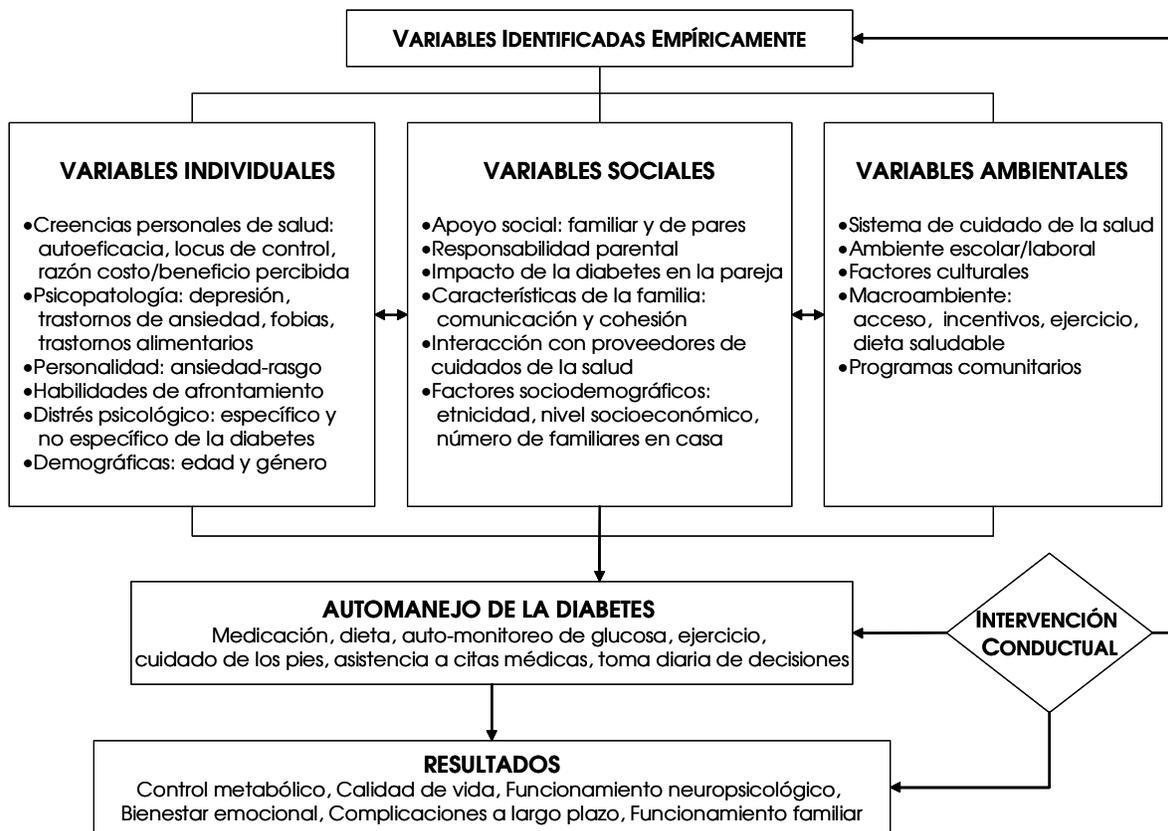 VARIABLES IDENTIFICADAS EMPÍRICAMENTE
VARIABLES INDIVIDUALES
•Creencias personales de salud:
autoeficacia, locus de control,
razón costo/beneficio percibida
•Psicopatología: depresión,
trastornos de ansiedad, fobias,
trastornos alimentarios
•Personalidad: ansiedad-rasgo
•Habilidades de afrontamiento
•Distrés psicológico: específico y
no específico de la diabetes
•Demográficas: edad y género
VARIABLES SOCIALES
•Apoyo social: familiar y de pares
•Responsabilidad parental
•Impacto de la diabetes en la pareja
•Características de la familia:
comunicación y cohesión
•Interacción con proveedores de
cuidados de la salud
•Factores sociodemográficos:
etnicidad, nivel socioeconómico,
número de familiares en casa
VARIABLES AMBIENTALES
•Sistema de cuidado de la salud
•Ambiente escolar/laboral
•Factores culturales
•Macroambiente:
acceso, incentivos, ejercicio,
dieta saludable
•Programas comunitarios
AUTOMANEJO DE LA DIABETES
Medicación, dieta, auto-monitoreo de glucosa, ejercicio,
cuidado de los pies, asistencia a citas médicas, toma diaria de decisiones
INTERVENCIÓN
CONDUCTUAL
RESULTADOS
Control metabólico, Calidad de vida, Funcionamiento neuropsicológico,
Bienestar emocional, Complicaciones a largo plazo, Funcionamiento familiar